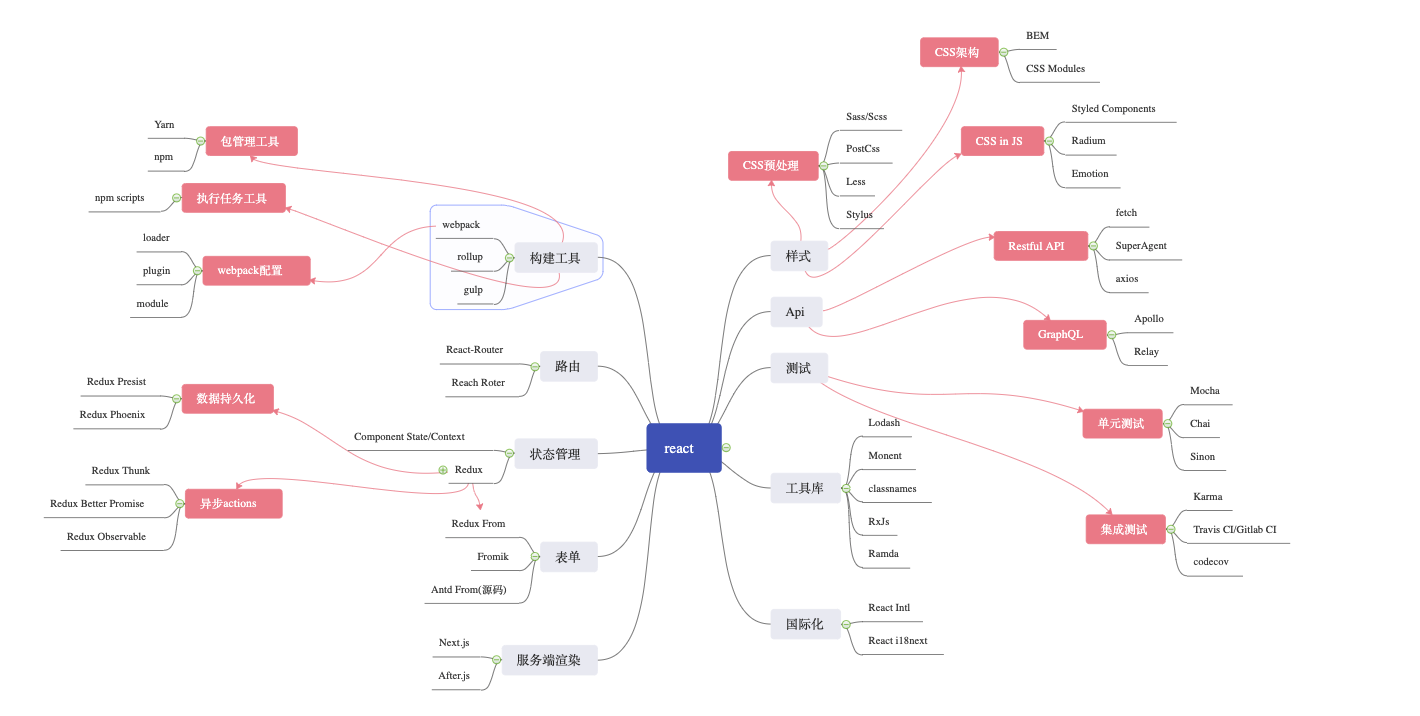 react
构建工具
webpack
rollup
gulp
包管理工具
Yarn
npm
执行任务工具
npm scripts
webpack配置
loader
plugin
module
路由
React-Router
Reach Roter
状态管理
Component State/Context
Redux
数据持久化
Redux Presist
Redux Phoenix
异步actions
Redux Thunk
Redux Better Promise
Redux Observable
表单
Redux From
Fromik
Antd From(源码)
服务端渲染
Next.js
After.js
样式
CSS预处理
Sass/Scss
PostCss
Less
Stylus
CSS架构
BEM
CSS Modules
CSS in JS
Styled Components
Radium
Emotion
Api
Restful API
fetch
SuperAgent
axios
GraphQL
Apollo
Relay
测试
单元测试
Mocha
Chai
Sinon
集成测试
Karma
Travis CI/Gitlab CI
codecov
工具库
Lodash
Monent
classnames
RxJs
Ramda
国际化
React Intl
React i18next